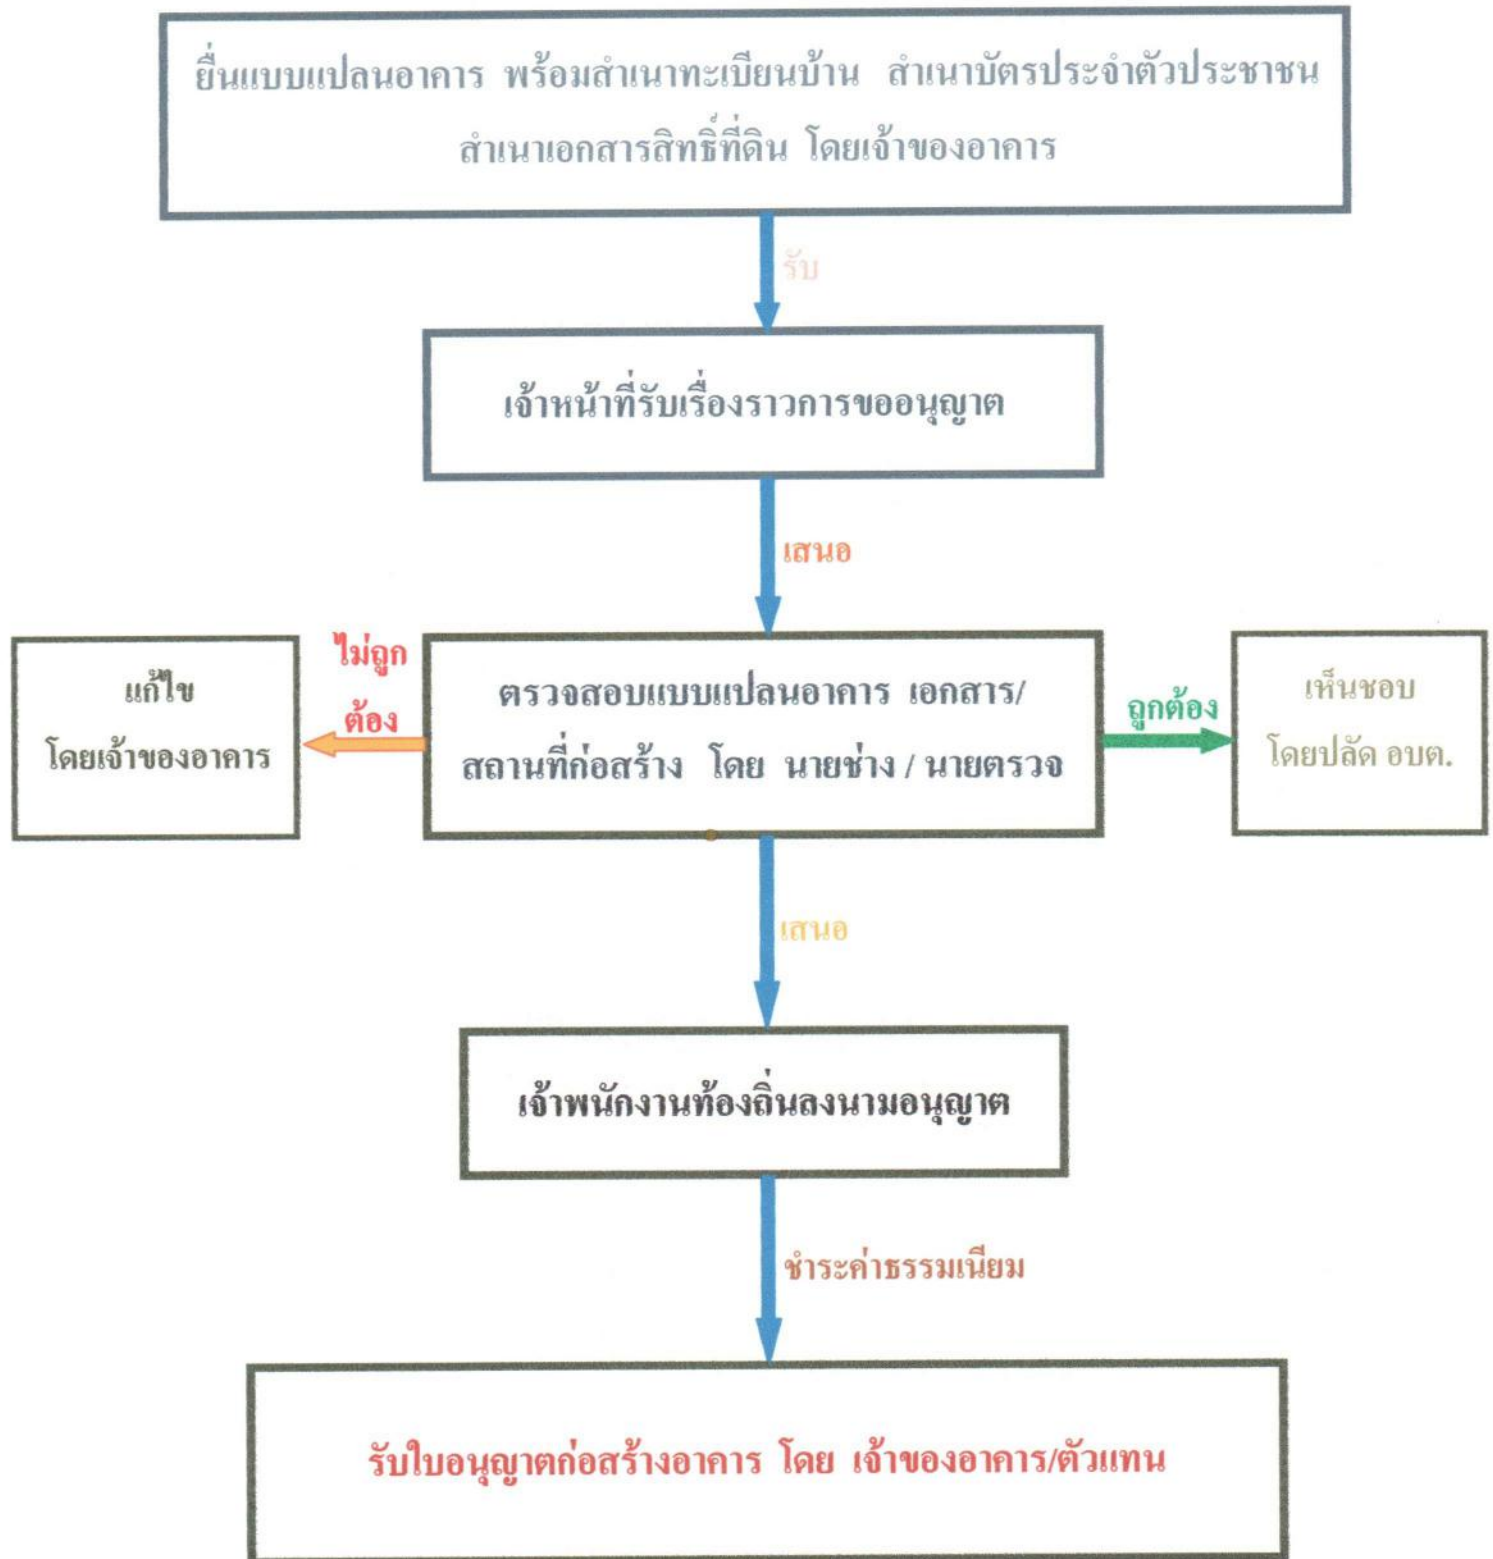 ยื่นแบบแปลนอาคาร พร้อมสำเนาทะเบียนบ้าน สำเนาบัตรประจำตัวประชาชน
สำเนาเอกสารสิทธิ์ที่ดิน โดยเจ้าของอาคาร
รับ
เจ้าหน้าที่รับเรื่องราวการขออนุญาต
เสนอ
แก้ไข
โดยเจ้าของอาคาร
ไม่ถูก
ต้อง
ตรวจสอบแบบแปลนอาคาร เอกสาร/
สถานที่ก่อสร้าง โดย นายช่าง / นายตรวจ
ถูกต้อง
เห็นชอบ
โดยปลัด อบต.
เสนอ
เจ้าพนักงานท้องถิ่นลงนามอนุญาต
ชำระค่าธรรมเนียม
รับใบอนุญาตก่อสร้างอาคาร โดย เจ้าของอาคาร/ตัวแทน